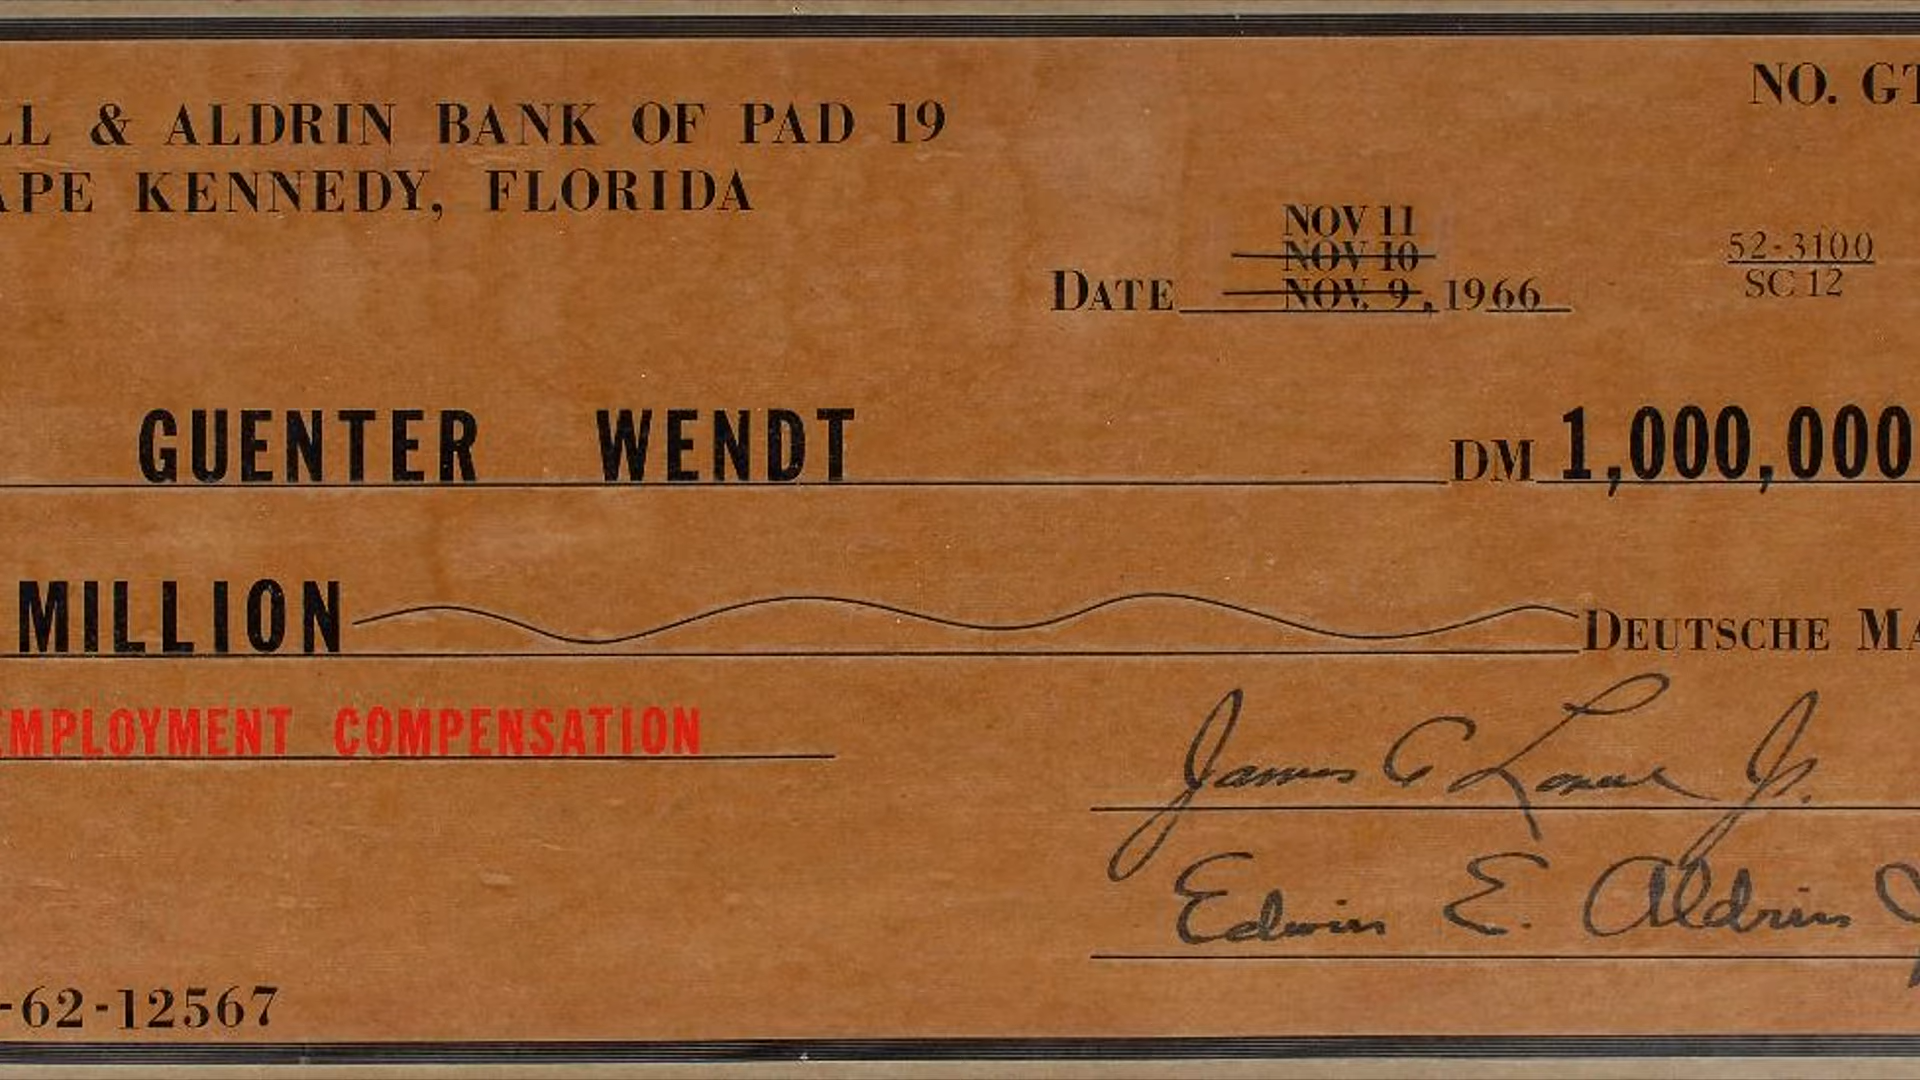 LL & ALDRIN BANK OF PAD 19
APE KENNEDY, FLORIDA
NO. GT
NOV 11
NOV 10
DATE NOV. 9, 1966
52-3100
SC 12
GUENTER WENDT DM 1,000,000
MILLION DEUTSCHE MA
EMPLOYMENT COMPENSATION
James A Lovell Jr.
Edwin E. Aldrin J
-62-12567